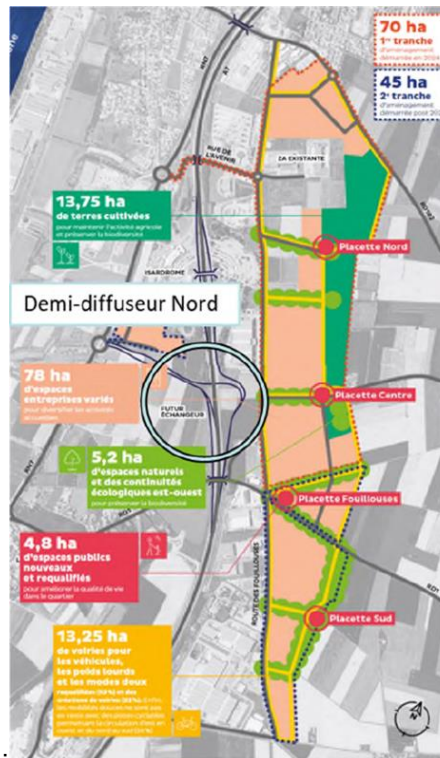 70 ha
1re tranche
d'aménagement
45 ha
2e tranche
d'aménagement
RN7
A7
RUE DE
L'AVENIR
ZA EXISTANTE
13,75 ha
de terres cultivées
pour maintenir l'activité agricole
et préserver la biodiversité
Placette Nord
ISARDROME
Demi-diffuseur Nord
78 ha
d'espaces
entreprises variés
pour diversifier les activités
accueillies
FUTUR
ÉCHANGEUR
Placette Centre
5,2 ha
d'espaces naturels
et des continuités
écologiques est-ouest
pour préserver la biodiversité
RN7
Placette Fouillouses
4,8 ha
d'espaces publics
nouveaux
et requalifiés
pour améliorer la qualité de vie
dans le quartier
ROUTE DES FOUILLOUSES
Placette Sud
13,25 ha
de voiries pour
les véhicules,
les poids lourds
et les modes doux
N